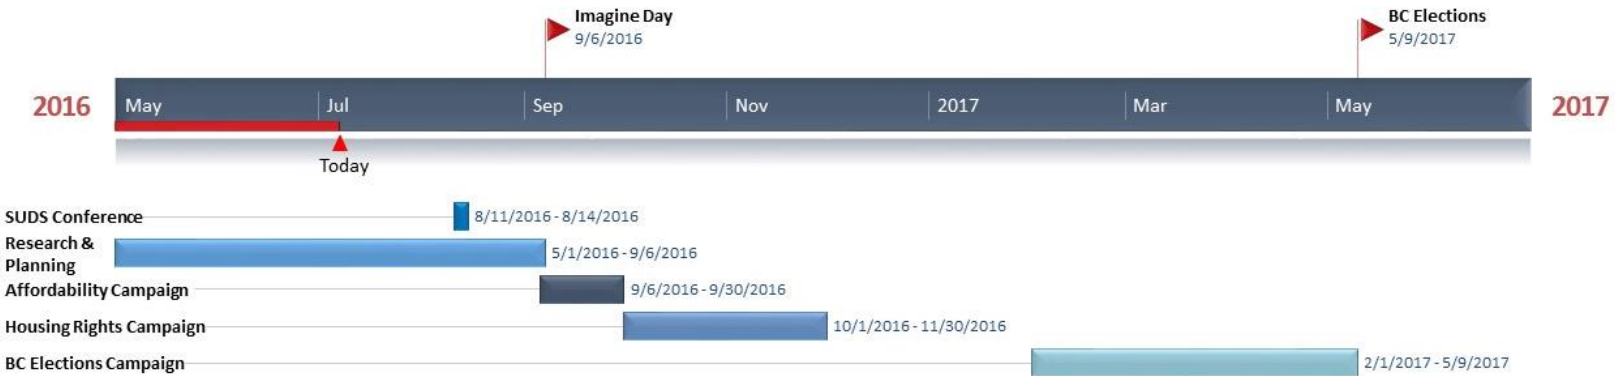 Imagine Day
9/6/2016
BC Elections
5/9/2017
2016 May Jul Sep Nov 2017 Mar May 2017
Today
SUDS Conference 8/11/2016 - 8/14/2016
Research &
Planning 5/1/2016 - 9/6/2016
Affordability Campaign 9/6/2016 - 9/30/2016
Housing Rights Campaign 10/1/2016 - 11/30/2016
BC Elections Campaign 2/1/2017 - 5/9/2017